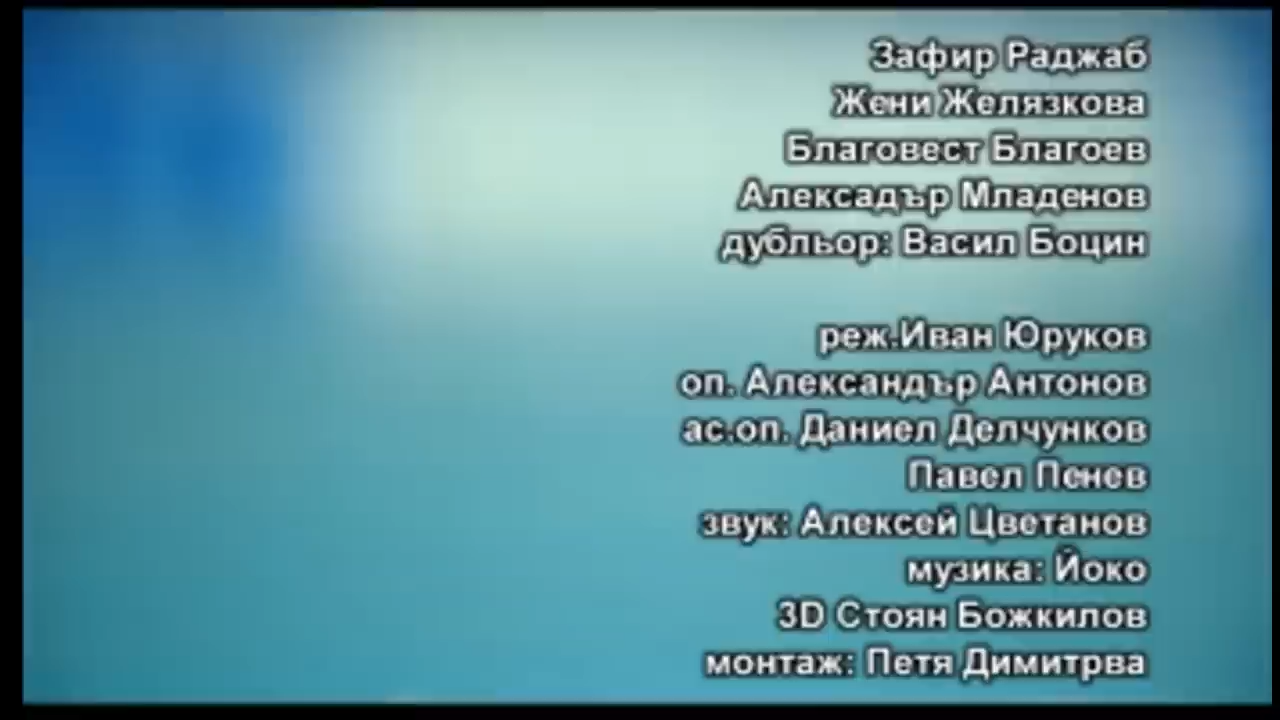 Зафир Раджаб
Жени Желязкова
Благовест Благоев
Алексадър Младенов
дубльор: Васил Боцин
реж.Иван Юруков
оп. Александър Антонов
ас.оп. Даниел Делчунков
Павел Пенев
звук: Алексей Цветанов
музика: Йоко
3D Стоян Божкилов
монтаж: Петя Димитрва